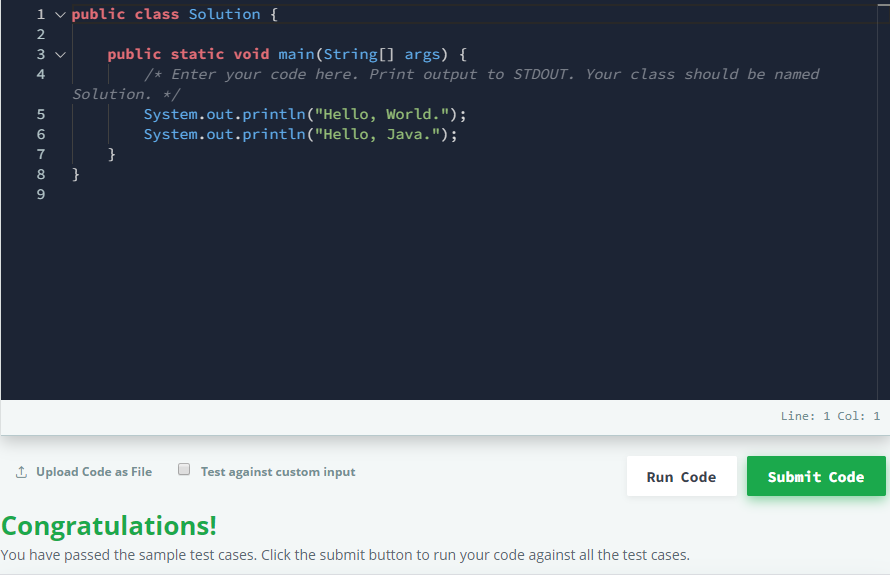 1 public class Solution {
2
3 public static void main(String[] args) {
4 /* Enter your code here. Print output to STDOUT. Your class should be named
Solution. */
5 System.out.println("Hello, World.");
6 System.out.println("Hello, Java.");
7 }
8 }
9
Line: 1 Col: 1
Upload Code as File Test against custom input Run Code Submit Code
Congratulations!
You have passed the sample test cases. Click the submit button to run your code against all the test cases.